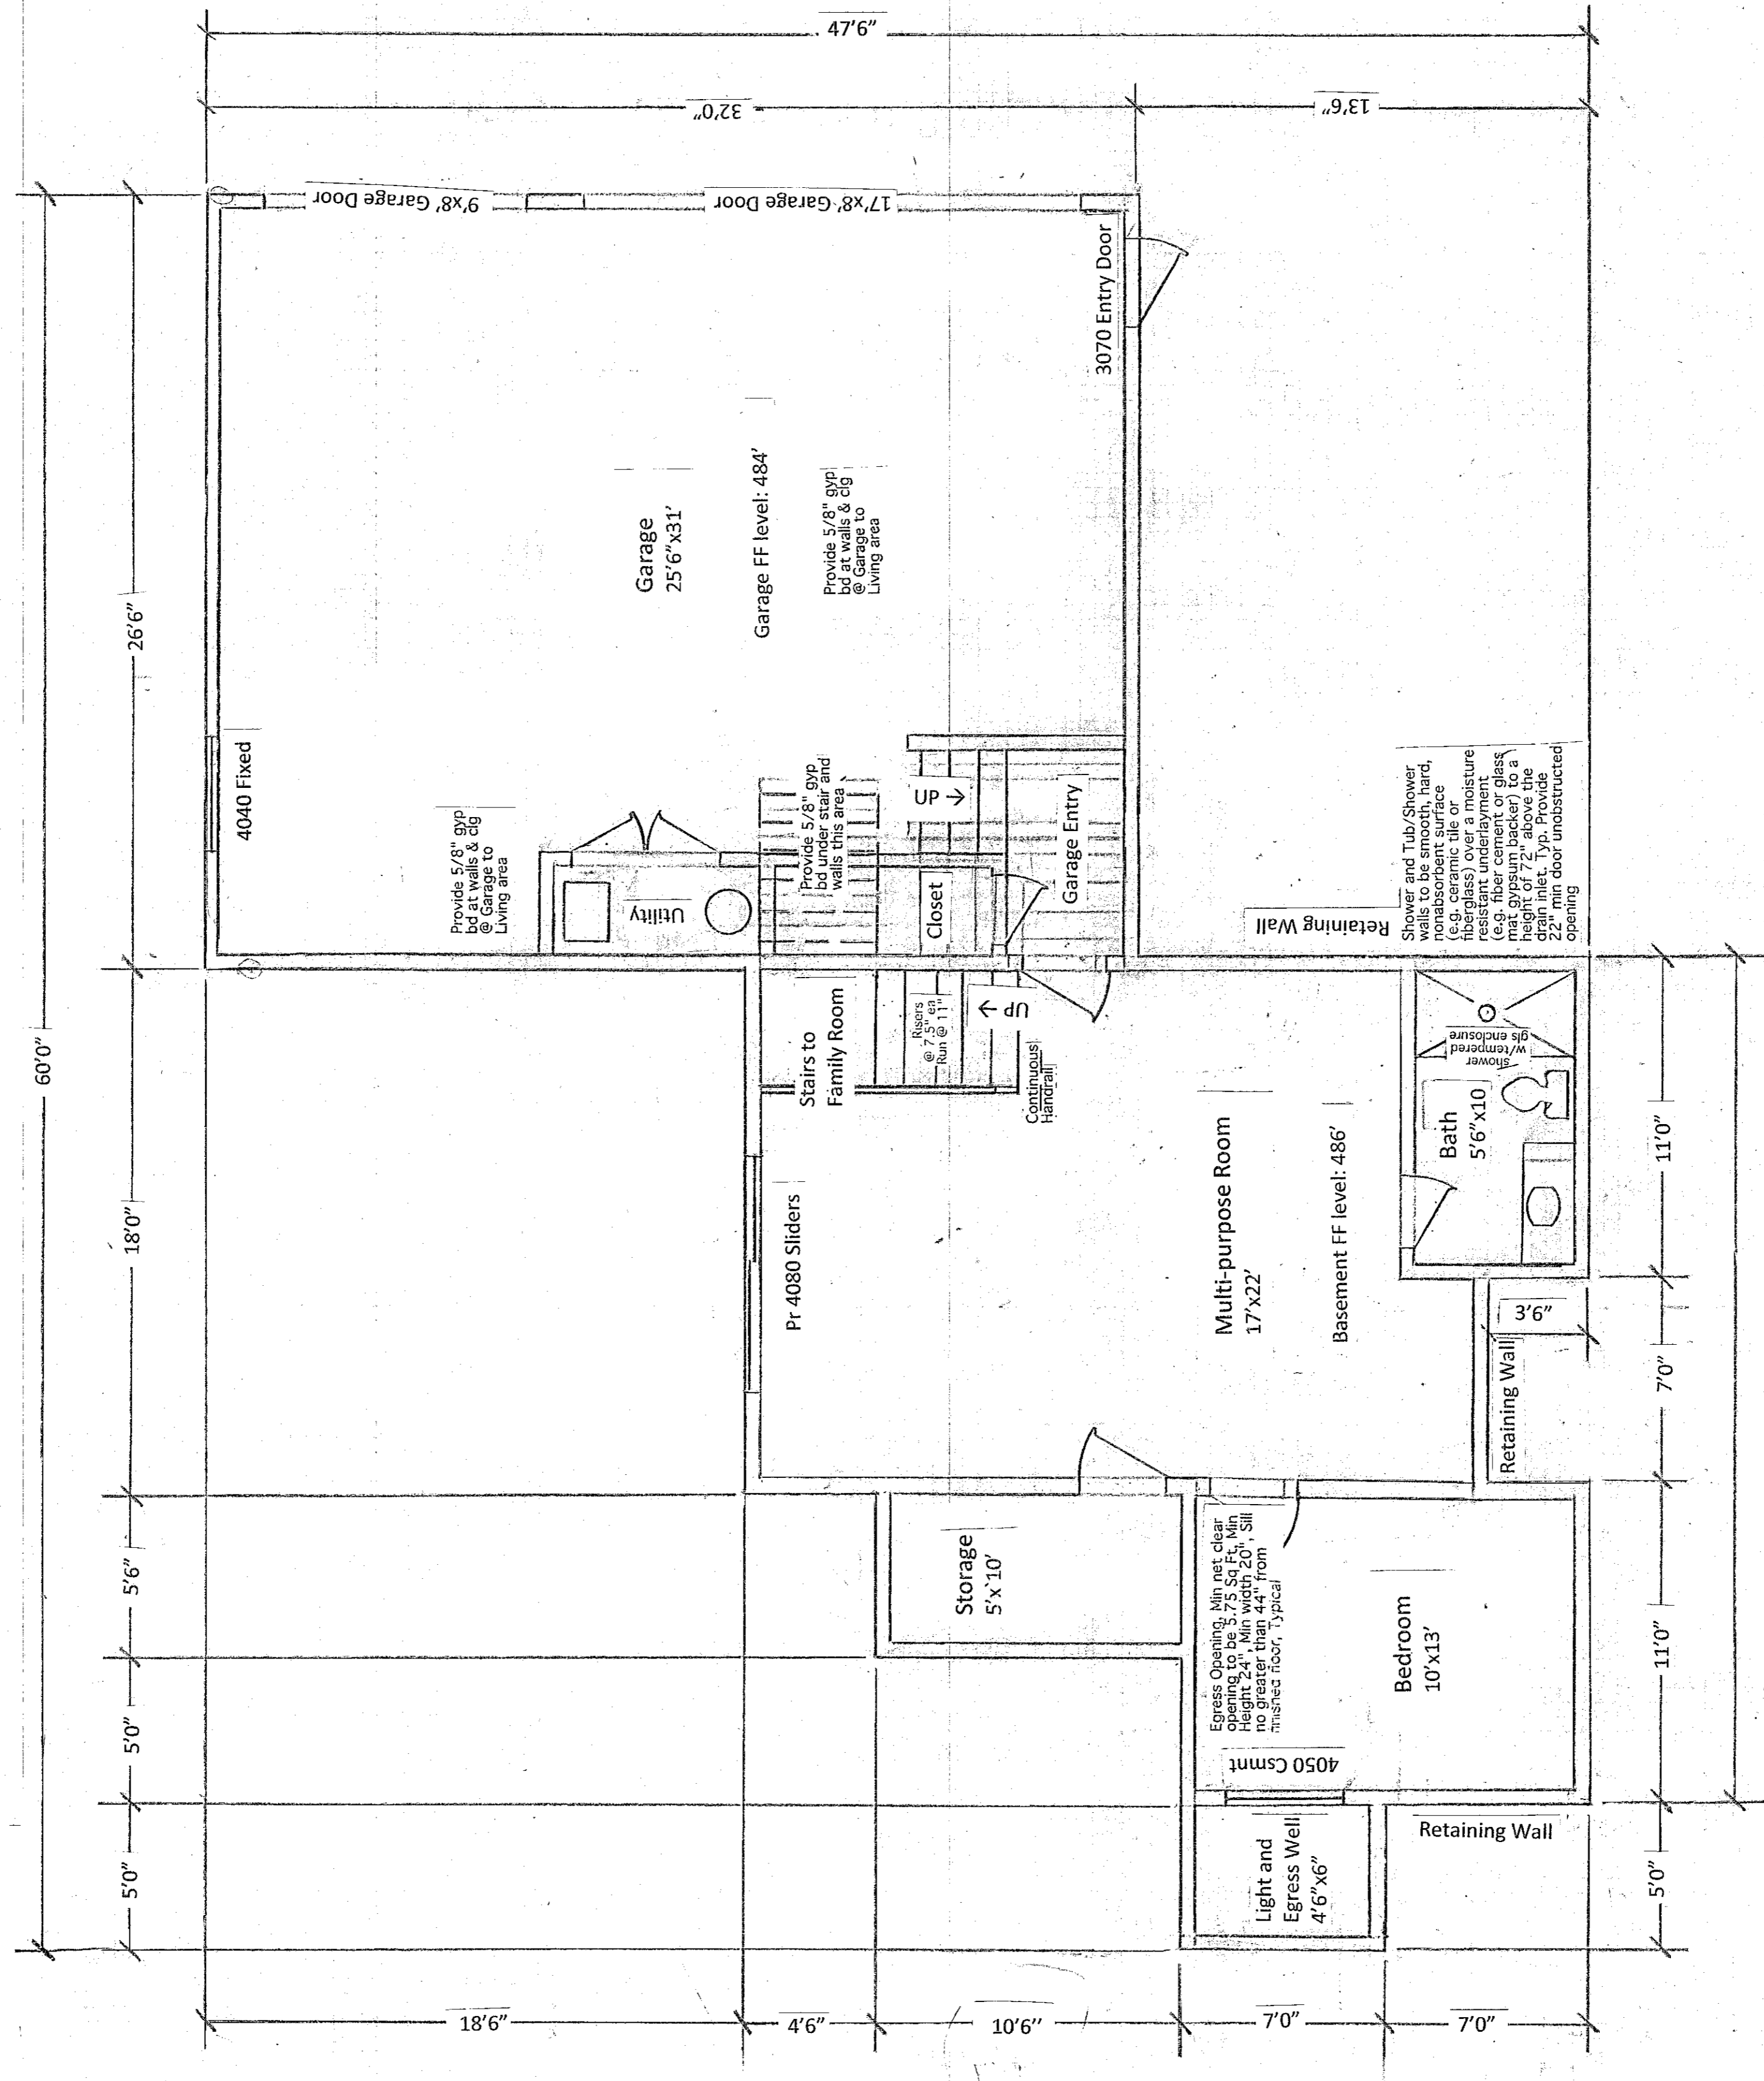 47'6"
32'0"
13'6"
60'0"
26'6"
18'0"
5'6"
5'0"
5'0"
9'x8' Garage Door
17'x8' Garage Door
3070 Entry Door
4040 Fixed
Garage
25'6"x31'
Garage FF level: 484'
Provide 5/8" gyp
bd at walls & clg
@ Garage to
Living area
Provide 5/8" gyp
bd at walls & clg
@ Garage to
Living area
Utility
Provide 5/8" gyp
bd under stair and
walls this area
UP
Closet
Garage Entry
Retaining Wall
Shower and Tub/Shower
walls to be smooth, hard,
nonabsorbent surface
(e.g. ceramic tile or
fiberglass) over a moisture
resistant underlayment
(e.g. fiber cement or glass
mat gypsum backer) to a
height of 72" above the
drain inlet. Typ. Provide
22" min door unobstructed
opening
Stairs to
Family Room
Risers
@ 7.5" ea
Run @ 11"
UP
Continuous
Handrail
Pr 4080 Sliders
Multi-purpose Room
17'x22'
Basement FF level: 486'
Bath
5'6"x10
shower
w/tempered
gls enclosure
3'6"
Retaining Wall
Storage
5'x10'
Egress Opening, Min net clear
opening to be 5.75 Sq Ft, Min
Height 24", Min width 20", Sill
no greater than 44" from
finished floor, Typical
Bedroom
10'x13'
4050 Csmnt
Light and
Egress Well
4'6"x6"
Retaining Wall
11'0"
7'0"
11'0"
5'0"
18'6"
4'6"
10'6"
7'0"
7'0"